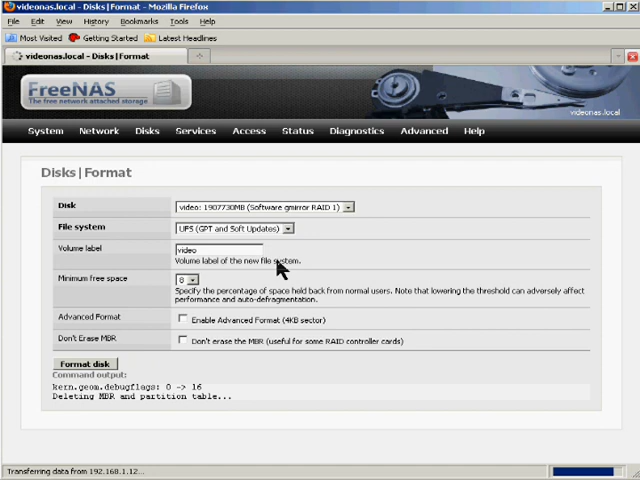 videonas.local - Disks|Format - Mozilla Firefox
File Edit View History Bookmarks Tools Help
Most Visited Getting Started Latest Headlines
videonas.local - Disks|Format
FreeNAS
The free network attached storage
videonas.local
System Network Disks Services Access Status Diagnostics Advanced Help
Disks|Format
Disk video: 1907730MB (Software gmirror RAID 1)
File system UFS (GPT and Soft Updates)
Volume label video
Volume label of the new file system.
Minimum free space 8
Specify the percentage of space held back from normal users. Note that lowering the threshold can adversely affect
performance and auto-defragmentation.
Advanced Format Enable Advanced Format (4KB sector)
Don't Erase MBR Don't erase the MBR (useful for some RAID controller cards)
Format disk
Command output:
kern.geom.debugflags: 0 -> 16
Deleting MBR and partition table...
Transferring data from 192.168.1.12...